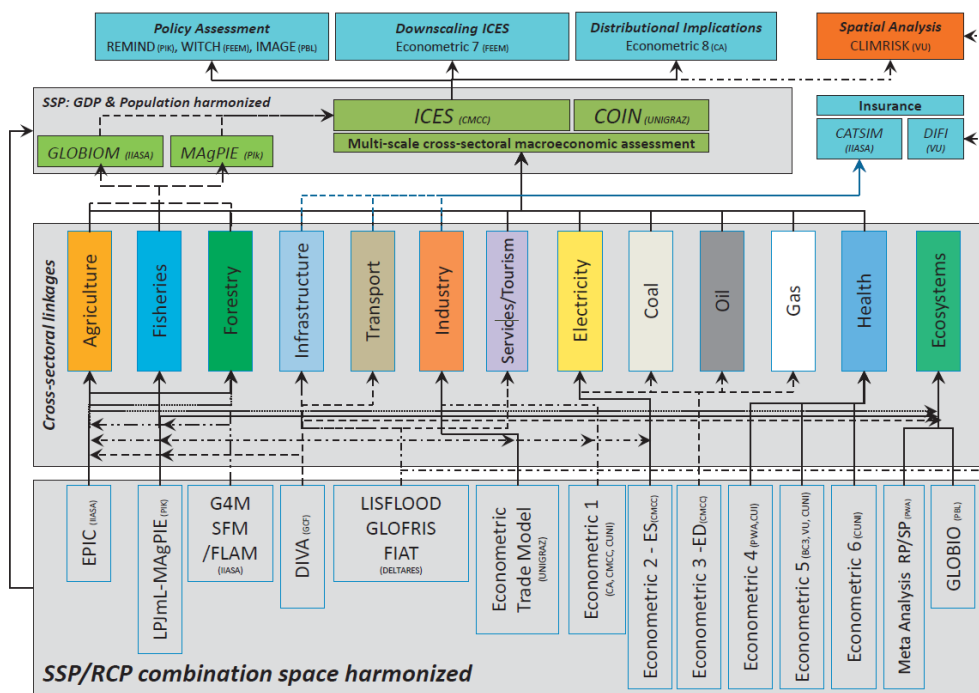 Policy Assessment
REMIND (PIK), WITCH (FEEM), IMAGE (PBL)
Downscaling ICES
Econometric 7 (FEEM)
Distributional Implications
Econometric 8 (CA)
Spatial Analysis
CLIMRISK (VU)
SSP: GDP & Population harmonized
ICES (CMCC)
COIN (UNIGRAZ)
Multi-scale cross-sectoral macroeconomic assessment
GLOBIOM (IIASA)
MAgPIE (PIk)
Insurance
CATSIM
(IIASA)
DIFI
(VU)
Cross-sectoral linkages
Agriculture
Fisheries
Forestry
Infrastructure
Transport
Industry
Services/Tourism
Electricity
Coal
Oil
Gas
Health
Ecosystems
EPIC (IIASA)
LPJmL-MAgPIE (PIK)
G4M
SFM
/FLAM
(IIASA)
DIVA (GCF)
LISFLOOD
GLOFRIS
FIAT
(DELTARES)
Econometric
Trade Model
(UNIGRAZ)
Econometric 1
(CA, CMCC, CUNI)
Econometric 2 - ES(CMCC)
Econometric 3 -ED(CMCC)
Econometric 4 (PWA,CUI)
Econometric 5 (BC3, VU, CUNI)
Econometric 6 (CUNI)
Meta Analysis RP/SP (PWA)
GLOBIO (PBL)
SSP/RCP combination space harmonized